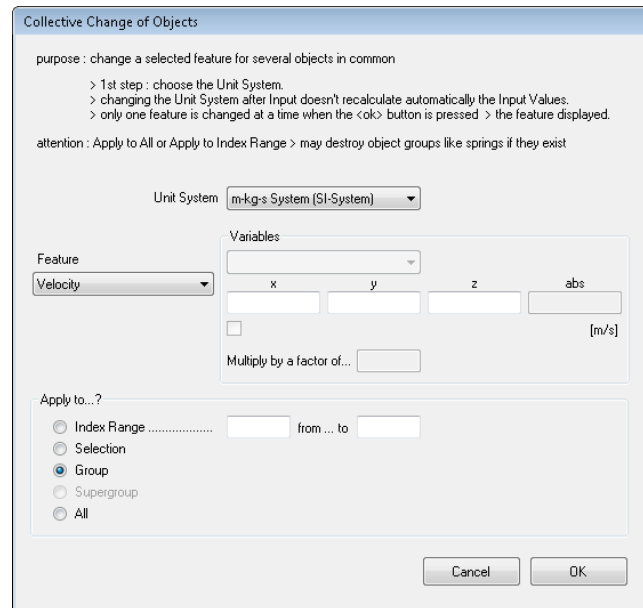 Collective Change of Objects
purpose : change a selected feature for several objects in common
> 1st step : choose the Unit System.
> changing the Unit System after Input doesn't recalculate automatically the Input Values.
> only one feature is changed at a time when the <ok> button is pressed > the feature displayed.
attention : Apply to All or Apply to Index Range > may destroy object groups like springs if they exist
Unit System m-kg-s System (SI-System)
Variables
Feature
Velocity
x y z abs
[m/s]
Multiply by a factor of...
Apply to...?
Index Range ................... from ... to
Selection
Group
Supergroup
All
Cancel OK